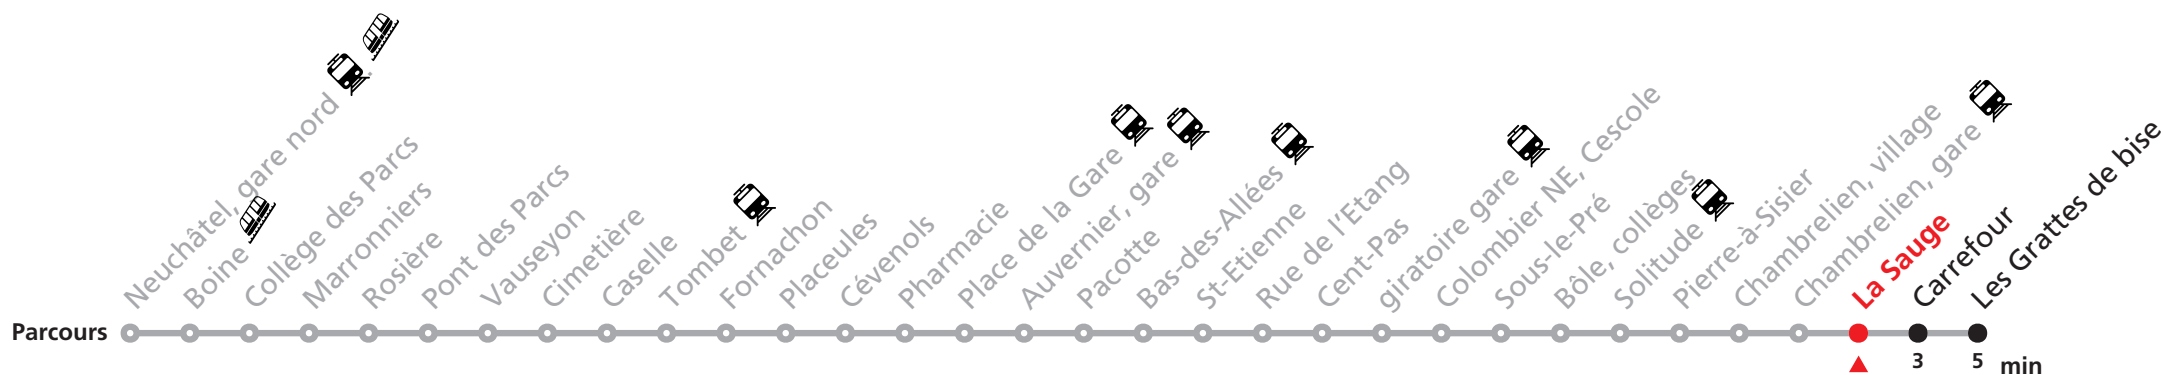 Neuchâtel, gare nord
Boine
Collège des Parcs
Marronniers
Rosière
Pont des Parcs
Vauseyon
Cimetière
Caselle
Tombet
Fornachon
Placeules
Cévenols
Pharmacie
Place de la Gare
Auvernier, gare
Pacotte
Bas-des-Allées
St-Etienne
Rue de l'Etang
Cent-Pas
giratoire gare
Colombier NE, Cescole
Sous-le-Pré
Bôle, collèges
Solitude
Pierre-à-Sisier
Chambrelien, village
Chambrelien, gare
La Sauge
Carrefour
Les Grattes de bise
Parcours
3 5 min